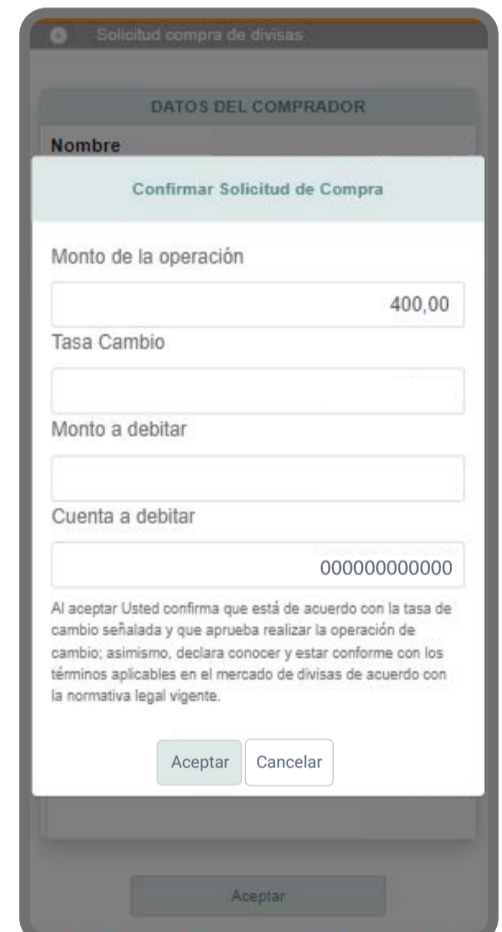 Solicitud compra de divisas
DATOS DEL COMPRADOR
Nombre
Confirmar Solicitud de Compra
Monto de la operación
400,00
Tasa Cambio
Monto a debitar
Cuenta a debitar
000000000000
Al aceptar Usted confirma que está de acuerdo con la tasa de
cambio señalada y que aprueba realizar la operación de
cambio; asimismo, declara conocer y estar conforme con los
términos aplicables en el mercado de divisas de acuerdo con
la normativa legal vigente.
Aceptar Cancelar
Aceptar